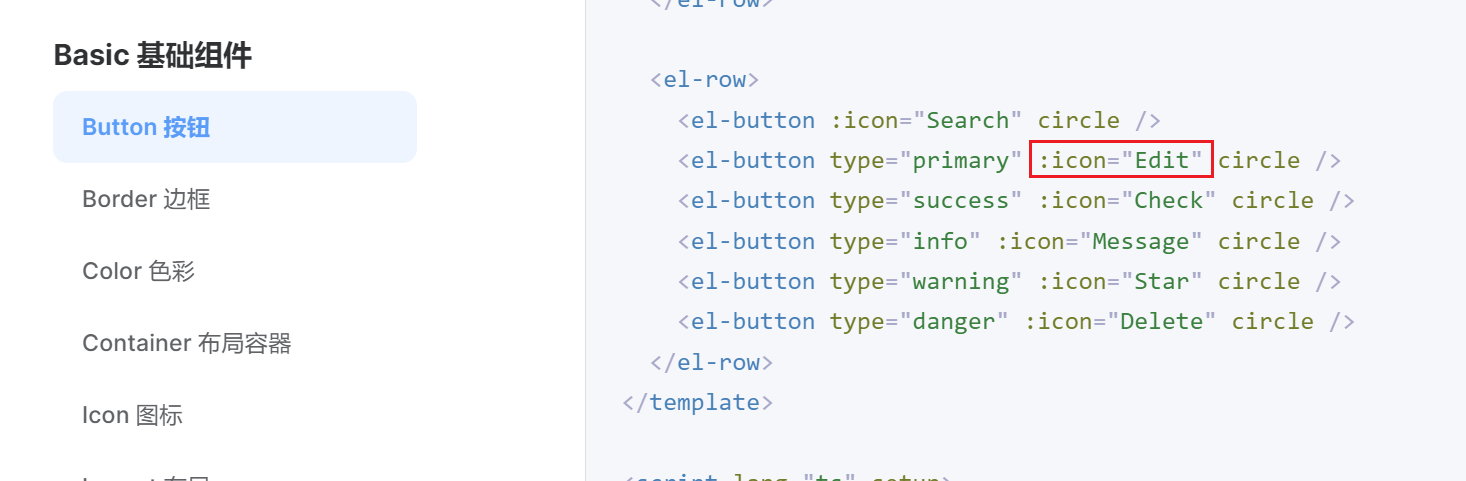 Basic 基础组件
Button 按钮
Border 边框
Color 色彩
Container 布局容器
Icon 图标
</el-row>
<el-row>
<el-button :icon="Search" circle />
<el-button type="primary" :icon="Edit" circle />
<el-button type="success" :icon="Check" circle />
<el-button type="info" :icon="Message" circle />
<el-button type="warning" :icon="Star" circle />
<el-button type="danger" :icon="Delete" circle />
</el-row>
</template>
<script lang="ts" setup>